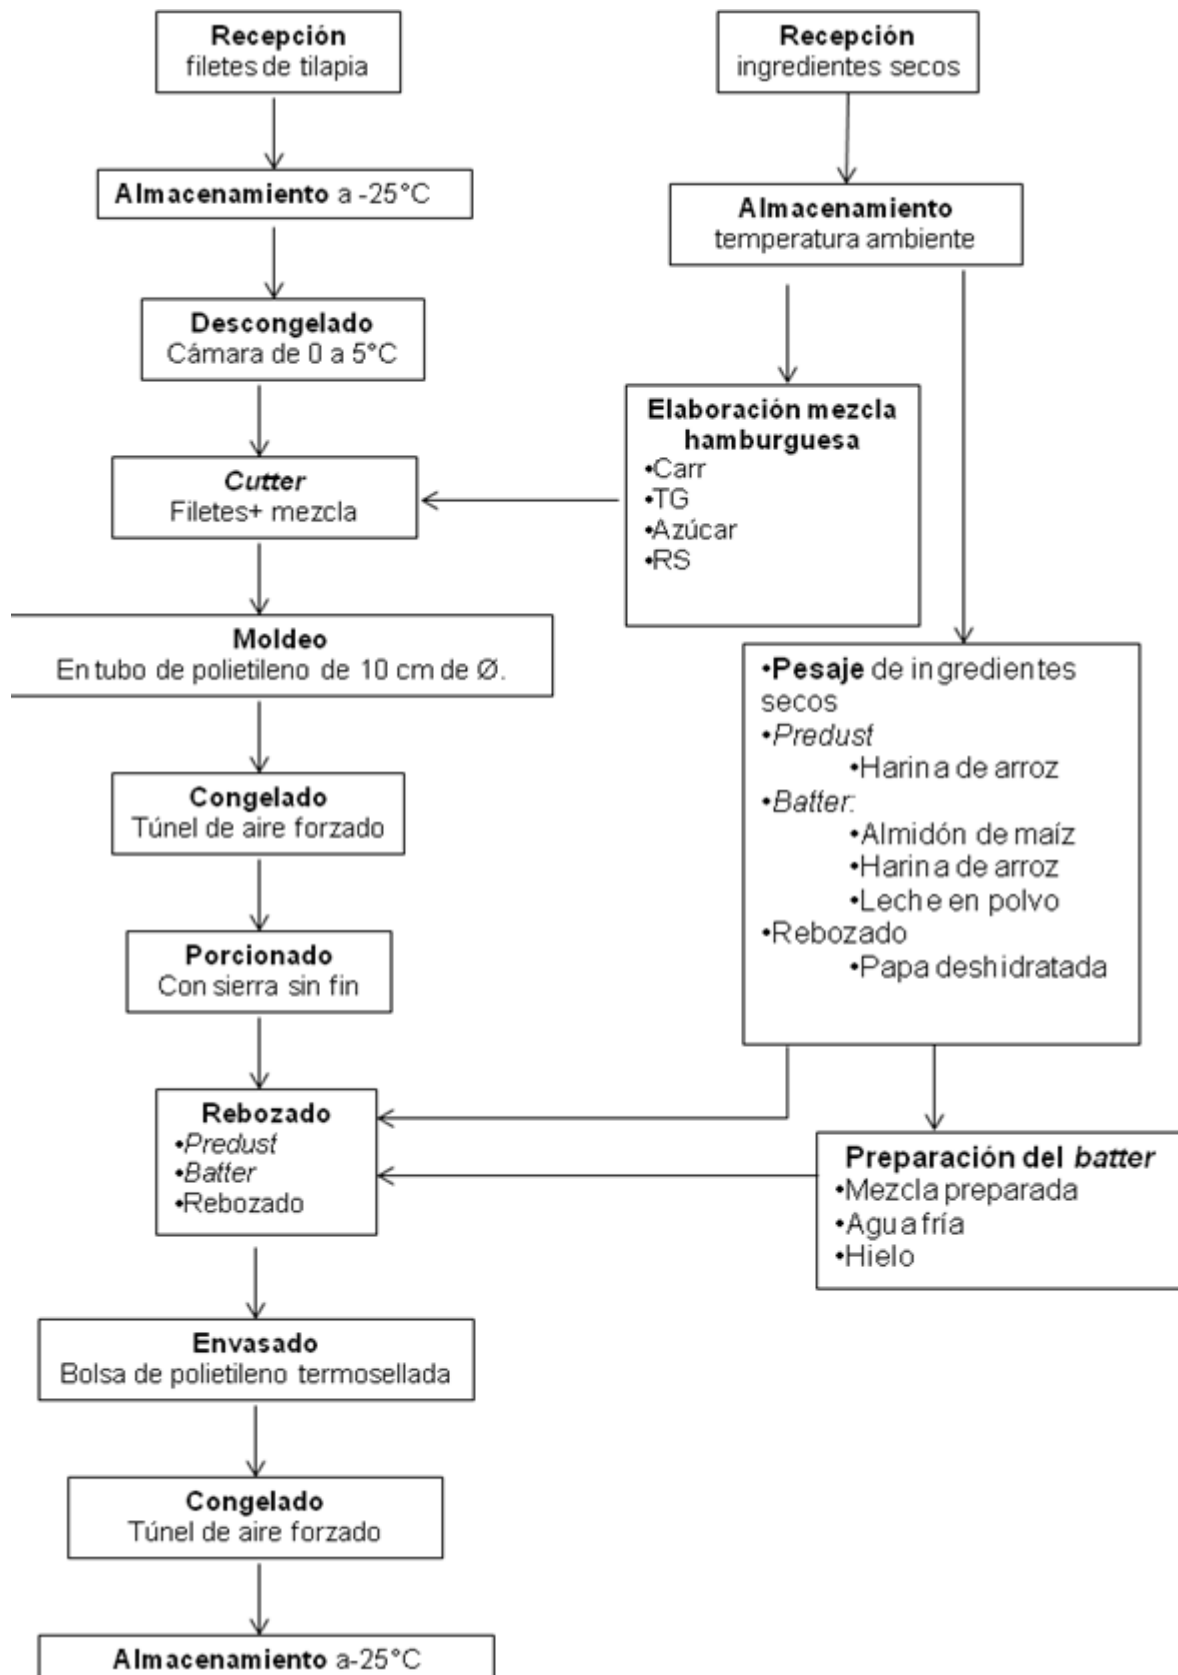 Recepción
filetes de tilapia
Almacenamiento a -25°C
Descongelado
Cámara de 0 a 5°C
Cutter
Filetes+ mezcla
Moldeo
En tubo de polietileno de 10 cm de Ø.
Congelado
Túnel de aire forzado
Porcionado
Con sierra sin fin
Rebozado
•Predust
•Batter
•Rebozado
Envasado
Bolsa de polietileno termosellada
Congelado
Túnel de aire forzado
Almacenamiento a-25°C
Recepción
ingredientes secos
Almacenamiento
temperatura ambiente
Elaboración mezcla
hamburguesa
•Carr
•TG
•Azúcar
•RS
•Pesaje de ingredientes
secos
•Predust
•Harina de arroz
•Batter:
•Almidón de maíz
•Harina de arroz
•Leche en polvo
•Rebozado
•Papa deshidratada
Preparación del batter
•Mezcla preparada
•Agua fría
•Hielo